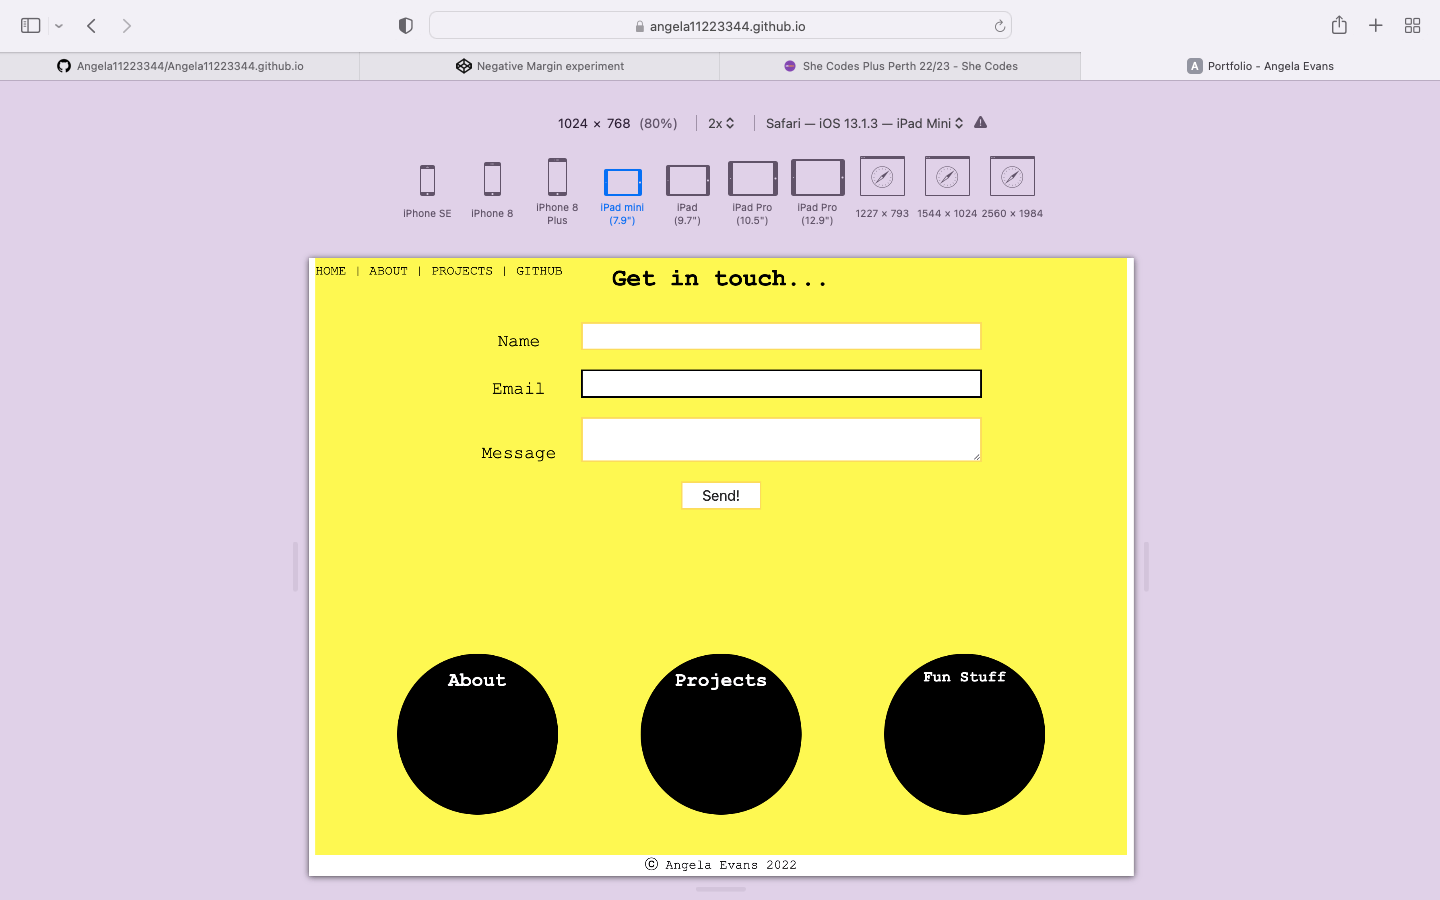 angela11223344.github.io
Angela11223344/Angela11223344.github.io
Negative Margin experiment
She Codes Plus Perth 22/23 - She Codes
A Portfolio - Angela Evans
1024 × 768 (80%) 2x Safari — iOS 13.1.3 — iPad Mini
iPhone SE
iPhone 8
iPhone 8 Plus
iPad mini (7.9")
iPad (9.7")
iPad Pro (10.5")
iPad Pro (12.9")
1227 × 793
1544 × 1024
2560 × 1984
HOME | ABOUT | PROJECTS | GITHUB
Get in touch...
Name
Email
Message
Send!
About
Projects
Fun Stuff
© Angela Evans 2022